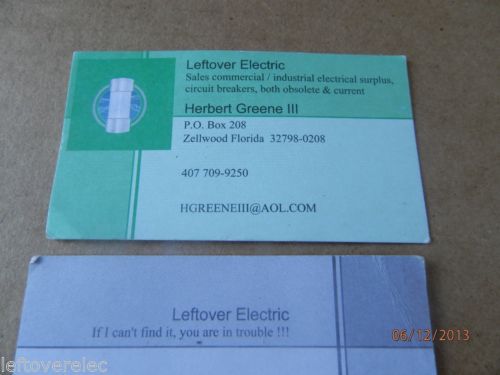 Leftover Electric
Sales commercial / industrial electrical surplus,
circuit breakers, both obsolete & current
Herbert Greene III
P.O. Box 208
Zellwood Florida 32798-0208
407 709-9250
HGREENEIII@AOL.COM
Leftover Electric
If I can't find it, you are in trouble !!!
06/12/2013
leftoverelec